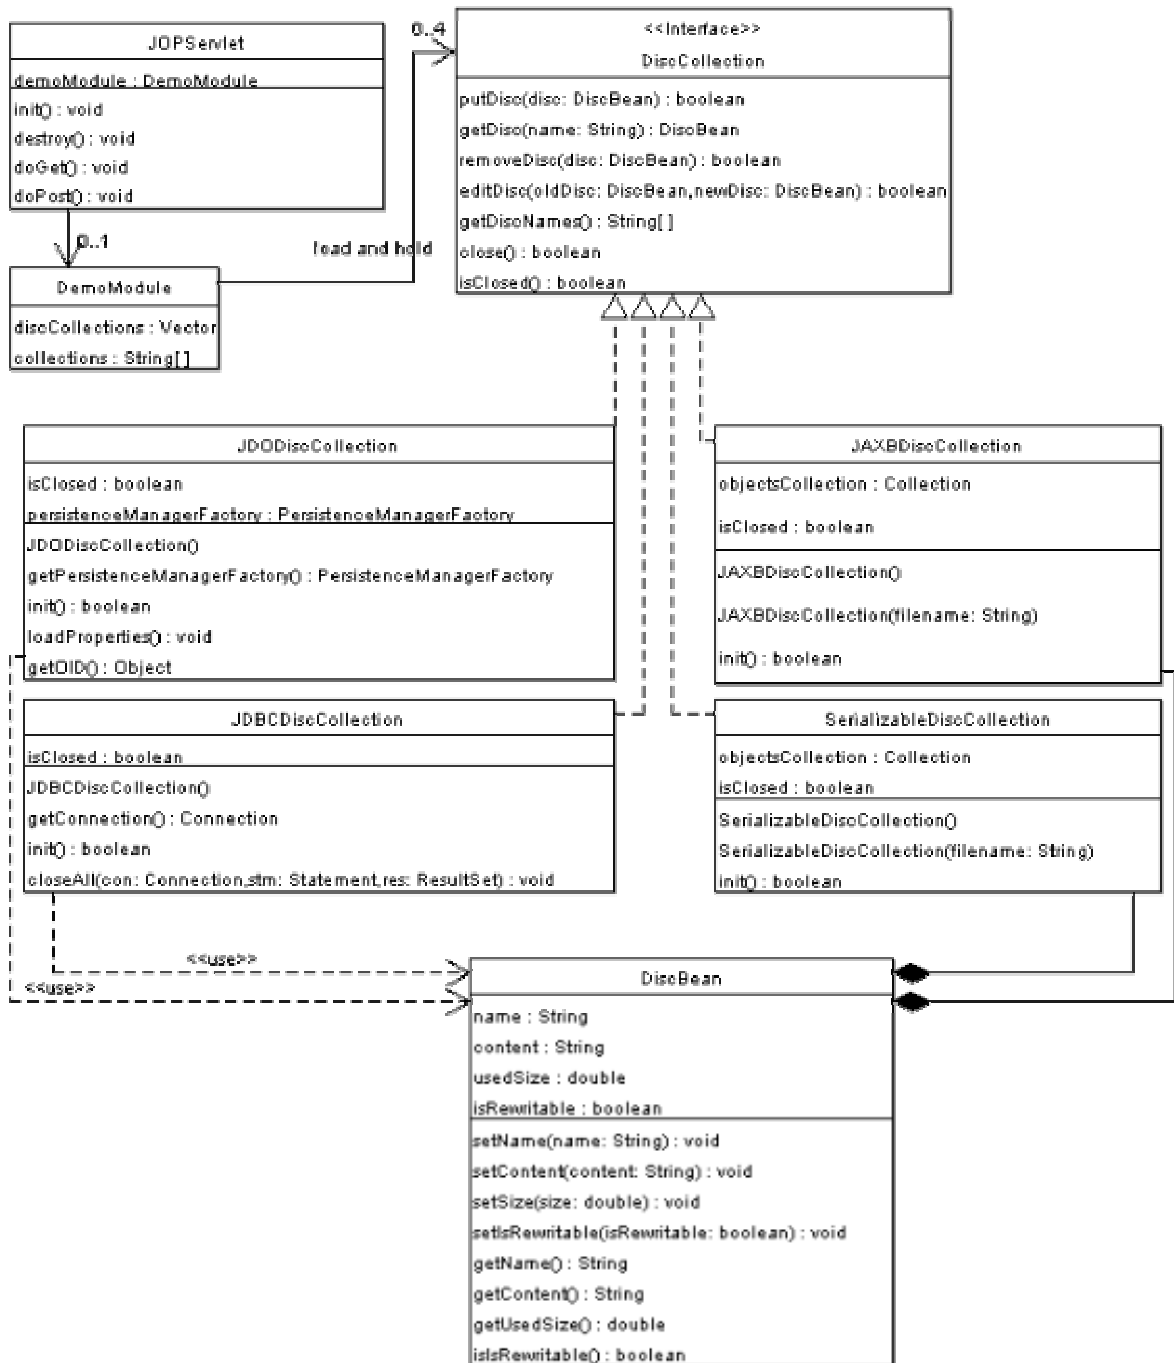 JOPServlet
demoModule : DemoModule
init() : void
destroy() : void
doGet() : void
doPost() : void
0..1
DemoModule
discCollections : Vector
collections : String[]
load and hold
0..4
<<Interface>>
DiscCollection
putDisc(disc: DiscBean) : boolean
getDisc(name: String) : DiscBean
removeDisc(disc: DiscBean) : boolean
editDisc(oldDisc: DiscBean,newDisc: DiscBean) : boolean
getDiscNames() : String[]
close() : boolean
isClosed() : boolean
JDODiscCollection
isClosed : boolean
persistenceManagerFactory : PersistenceManagerFactory
JDODiscCollection()
getPersistenceManagerFactory() : PersistenceManagerFactory
init() : boolean
loadProperties() : void
getOID() : Object
JAXBDiscCollection
objectsCollection : Collection
isClosed : boolean
JAXBDiscCollection()
JAXBDiscCollection(filename: String)
init() : boolean
JDBCDiscCollection
isClosed : boolean
JDBCDiscCollection()
getConnection() : Connection
init() : boolean
closeAll(con: Connection,stm: Statement,res: ResultSet) : void
SerializableDiscCollection
objectsCollection : Collection
isClosed : boolean
SerializableDiscCollection()
SerializableDiscCollection(filename: String)
init() : boolean
<<use>>
<<use>>
DiscBean
name : String
content : String
usedSize : double
isRewritable : boolean
setName(name: String) : void
setContent(content: String) : void
setSize(size: double) : void
setIsRewritable(isRewritable: boolean) : void
getName() : String
getContent() : String
getUsedSize() : double
isIsRewritable() : boolean